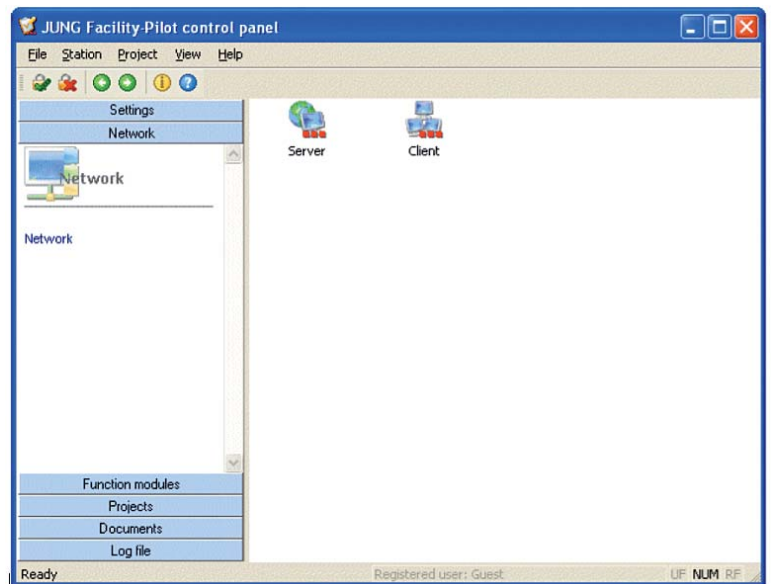 JUNG Facility-Pilot control panel
File Station Project View Help
Settings
Network
Network
Network
Function modules
Projects
Documents
Log file
Server Client
Ready Registered user: Guest UF NUM RF